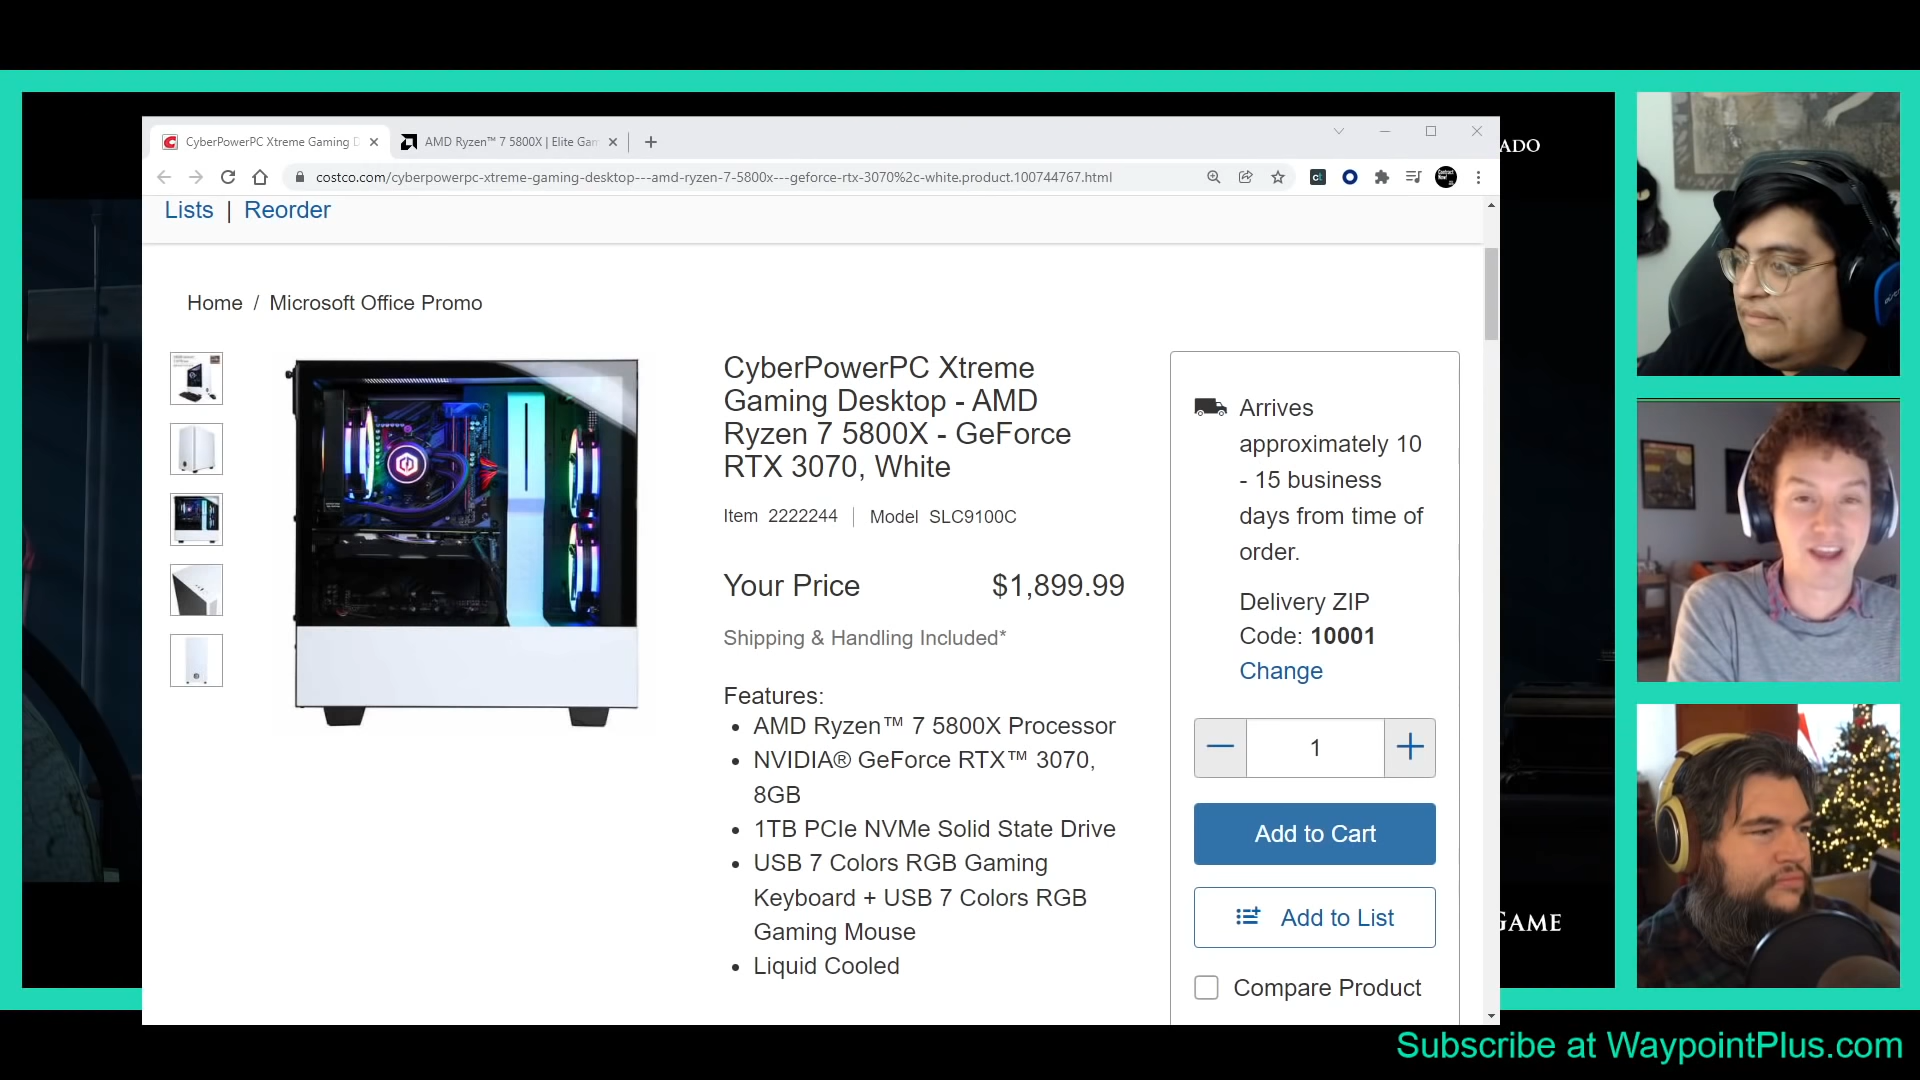 CyberPowerPC Xtreme Gaming D
AMD Ryzen™ 7 5800X | Elite Gam
costco.com/cyberpowerpc-xtreme-gaming-desktop---amd-ryzen-7-5800x---geforce-rtx-3070%2c-white.product.100744767.html
ADO
Lists | Reorder
Home / Microsoft Office Promo
CyberPowerPC Xtreme
Gaming Desktop - AMD
Ryzen 7 5800X - GeForce
RTX 3070, White
Item 2222244 | Model SLC9100C
Your Price $1,899.99
Shipping & Handling Included*
Features:
• AMD Ryzen™ 7 5800X Processor
• NVIDIA® GeForce RTX™ 3070,
8GB
• 1TB PCIe NVMe Solid State Drive
• USB 7 Colors RGB Gaming
Keyboard + USB 7 Colors RGB
Gaming Mouse
• Liquid Cooled
Arrives
approximately 10
- 15 business
days from time of
order.
Delivery ZIP
Code: 10001
Change
1
Add to Cart
Add to List
Compare Product
GAME
Subscribe at WaypointPlus.com